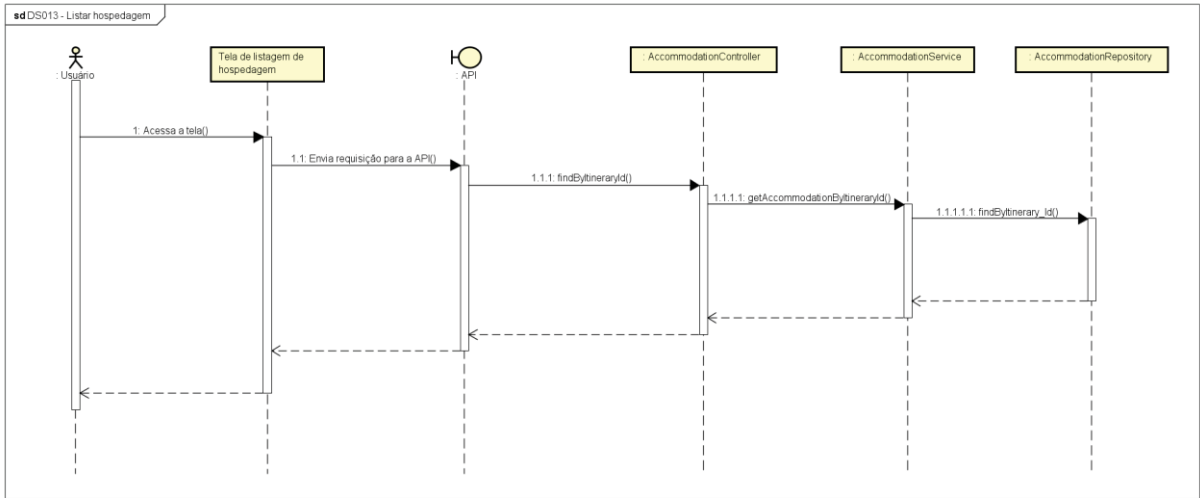 sd DS013 - Listar hospedagem
: Usuário
Tela de listagem de
hospedagem
: API
: AccommodationController
: AccommodationService
: AccommodationRepository
1: Acessa a tela()
1.1: Envia requisição para a API()
1.1.1: findByItineraryId()
1.1.1.1: getAccommodationByItineraryId()
1.1.1.1.1: findByItinerary_Id()